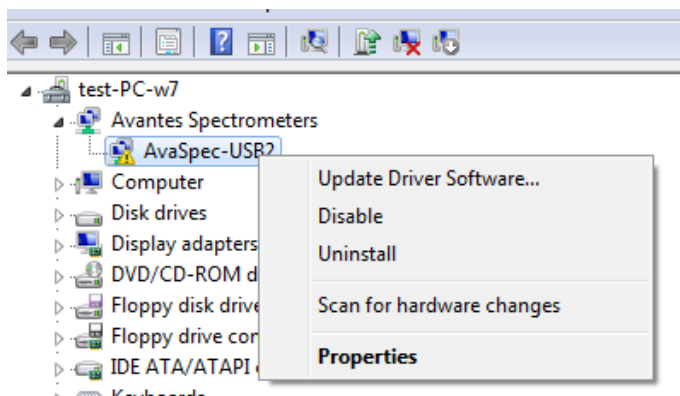 test-PC-w7
Avantes Spectrometers
AvaSpec-USB2
Computer
Disk drives
Display adapters
DVD/CD-ROM d
Floppy disk drive
Floppy drive con
IDE ATA/ATAPI
Keyboards
Update Driver Software...
Disable
Uninstall
Scan for hardware changes
Properties